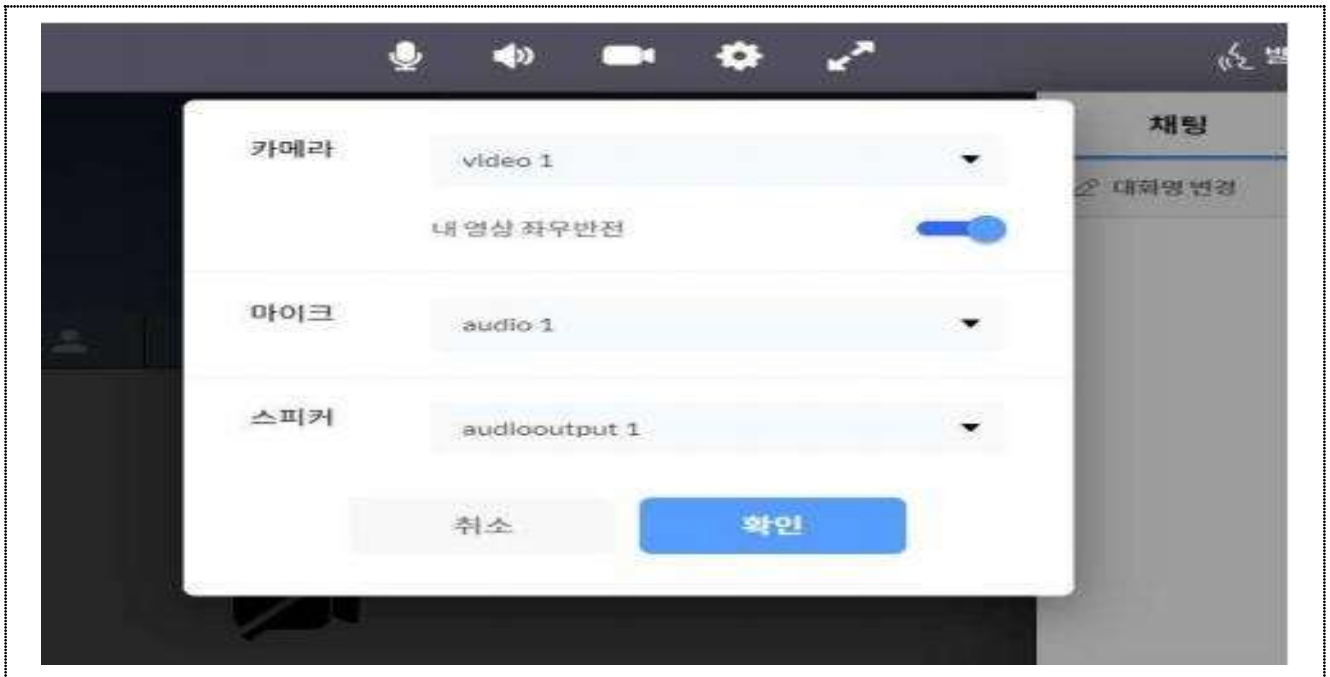 채팅
대화명 변경
카메라
video 1
내 영상 좌우반전
마이크
audio 1
스피커
audiooutput 1
취소
확인